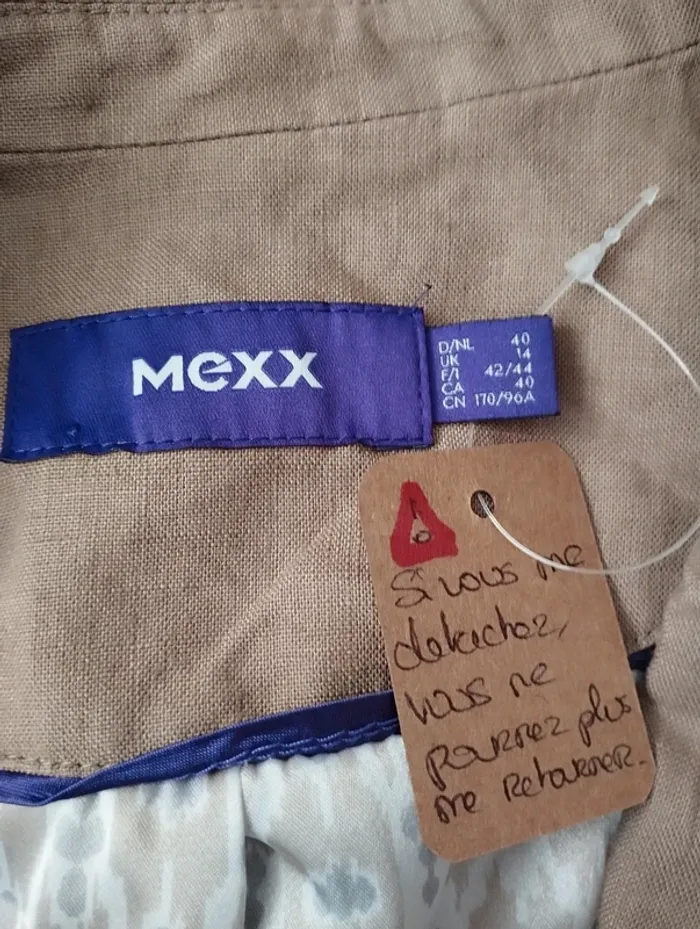 mexx
D/NL 40
UK 14
F/I 42/44
CA 40
CN 170/96A
Si vous me
detachez,
vous ne
pourrez plus
me retourner.